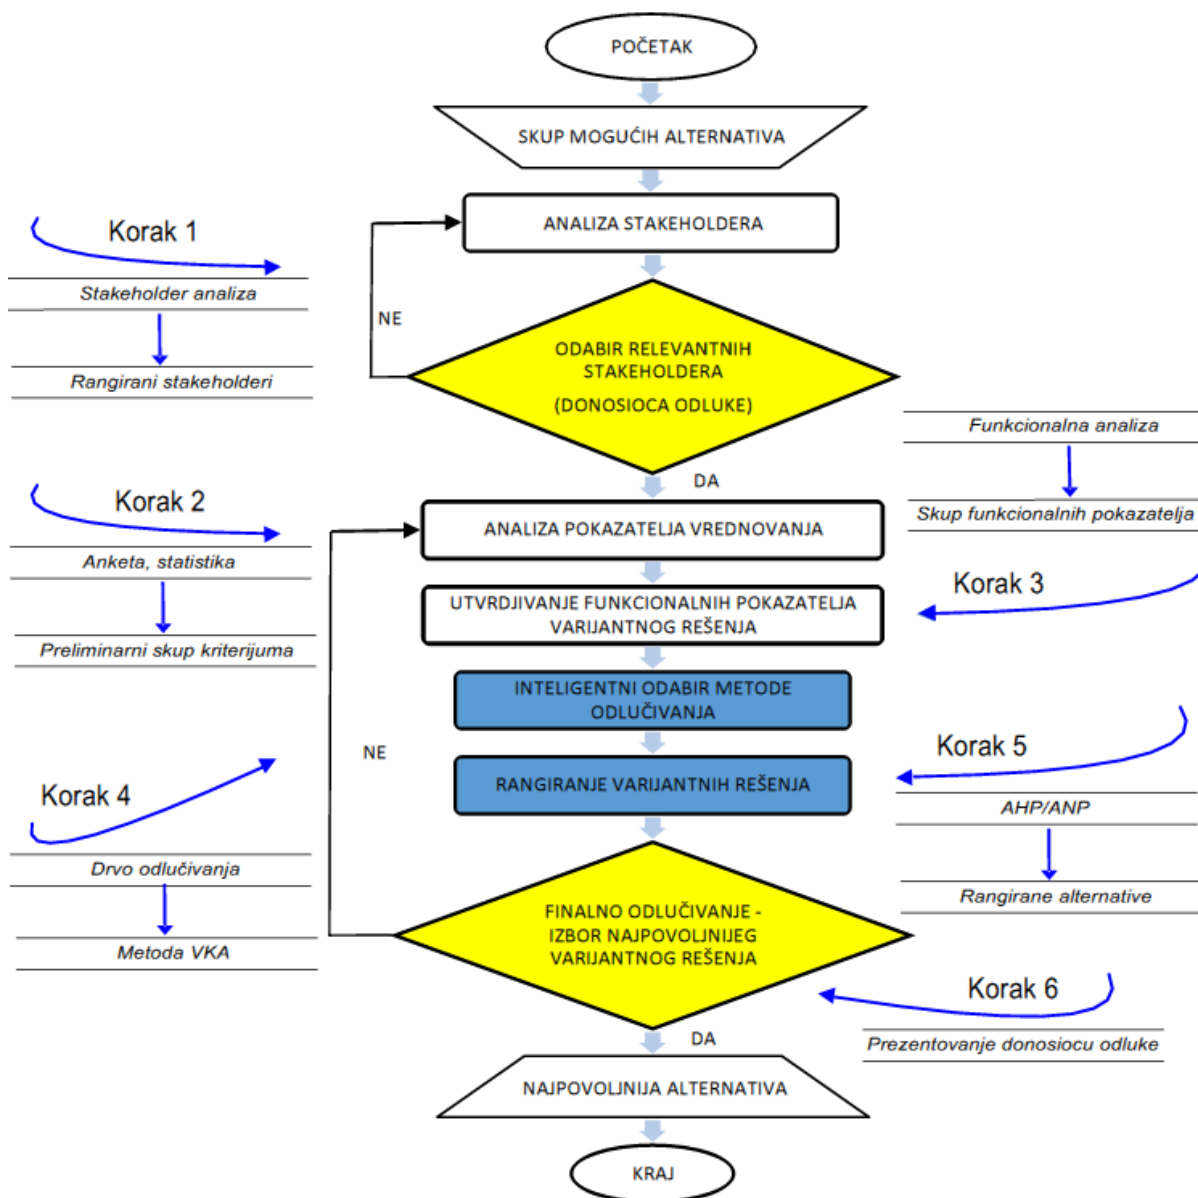 POČETAK
SKUP MOGUĆIH ALTERNATIVA
ANALIZA STAKEHOLDERA
Korak 1
Stakeholder analiza
Rangirani stakeholderi
NE
ODABIR RELEVANTNIH
STAKEHOLDERA
(DONOSIOCA ODLUKE)
DA
Funkcionalna analiza
Skup funkcionalnih pokazatelja
Korak 2
Anketa, statistika
Preliminarni skup kriterijuma
ANALIZA POKAZATELJA VREDNOVANJA
UTVRDJIVANJE FUNKCIONALNIH POKAZATELJA
VARIJANTNOG REŠENJA
Korak 3
INTELIGENTNI ODABIR METODE
ODLUČIVANJA
NE
RANGIRANJE VARIJANTNIH REŠENJA
Korak 5
AHP/ANP
Rangirane alternative
Korak 4
Drvo odlučivanja
Metoda VKA
FINALNO ODLUČIVANJE -
IZBOR NAJPOVOLJNIJEG
VARIJANTNOG REŠENJA
Korak 6
Prezentovanje donosiocu odluke
DA
NAJPOVOLJNIJA ALTERNATIVA
KRAJ